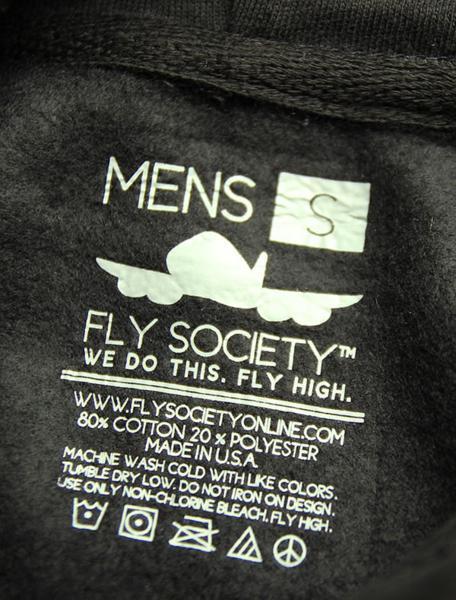 MENS S
FLY SOCIETY™
WE DO THIS. FLY HIGH.
WWW.FLYSOCIETYONLINE.COM
80% COTTON 20 % POLYESTER
MADE IN U.S.A.
MACHINE WASH COLD WITH LIKE COLORS.
TUMBLE DRY LOW. DO NOT IRON ON DESIGN.
USE ONLY NON-CHLORINE BLEACH. FLY HIGH.